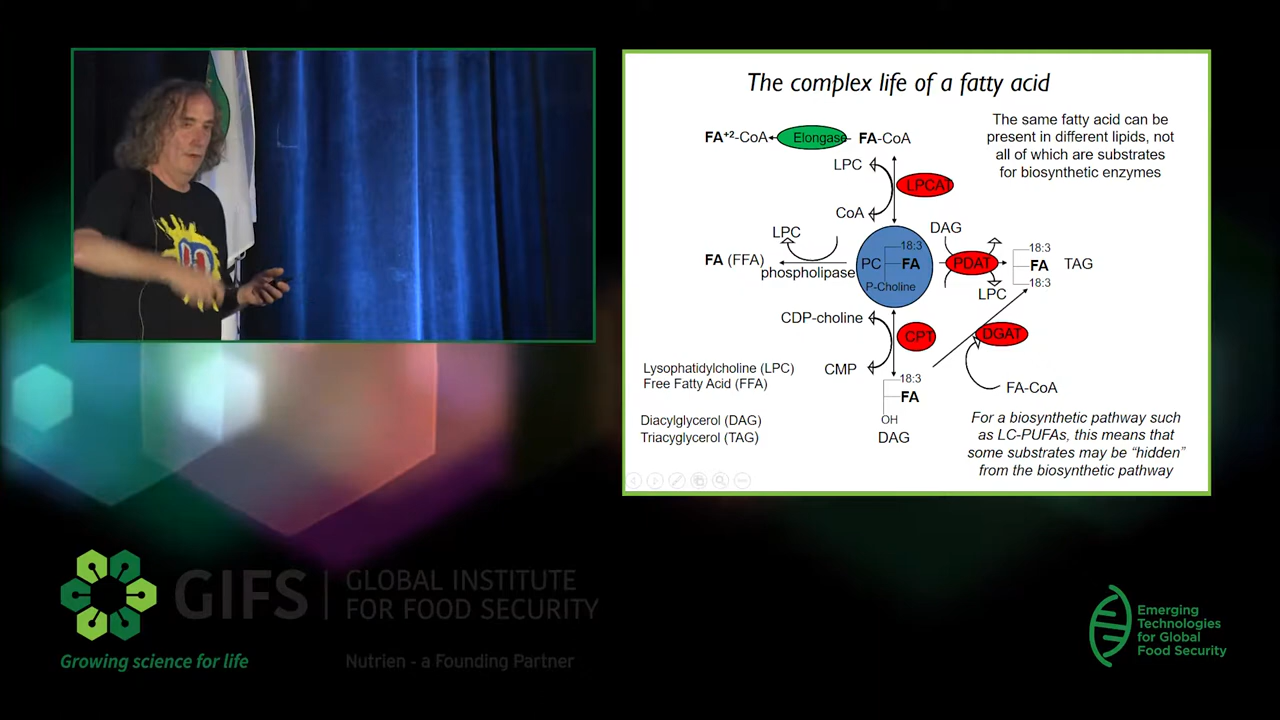 The complex life of a fatty acid
The same fatty acid can be
present in different lipids, not
all of which are substrates
for biosynthetic enzymes
FA+2-CoA
Elongase
FA-CoA
LPC
LPCAT
CoA
LPC
DAG
18:3
18:3
FA (FFA)
PC
FA
PDAT
FA
TAG
phospholipase
P-Choline
18:3
LPC
CDP-choline
CPT
DGAT
CMP
Lysophatidylcholine (LPC)
Free Fatty Acid (FFA)
18:3
FA
FA-CoA
OH
DAG
Diacylglycerol (DAG)
Triacyglycerol (TAG)
For a biosynthetic pathway such
as LC-PUFAs, this means that
some substrates may be “hidden”
from the biosynthetic pathway
GIFS
GLOBAL INSTITUTE
FOR FOOD SECURITY
Growing science for life
Nutrien - a Founding Partner
Emerging
Technologies
for Global
Food Security